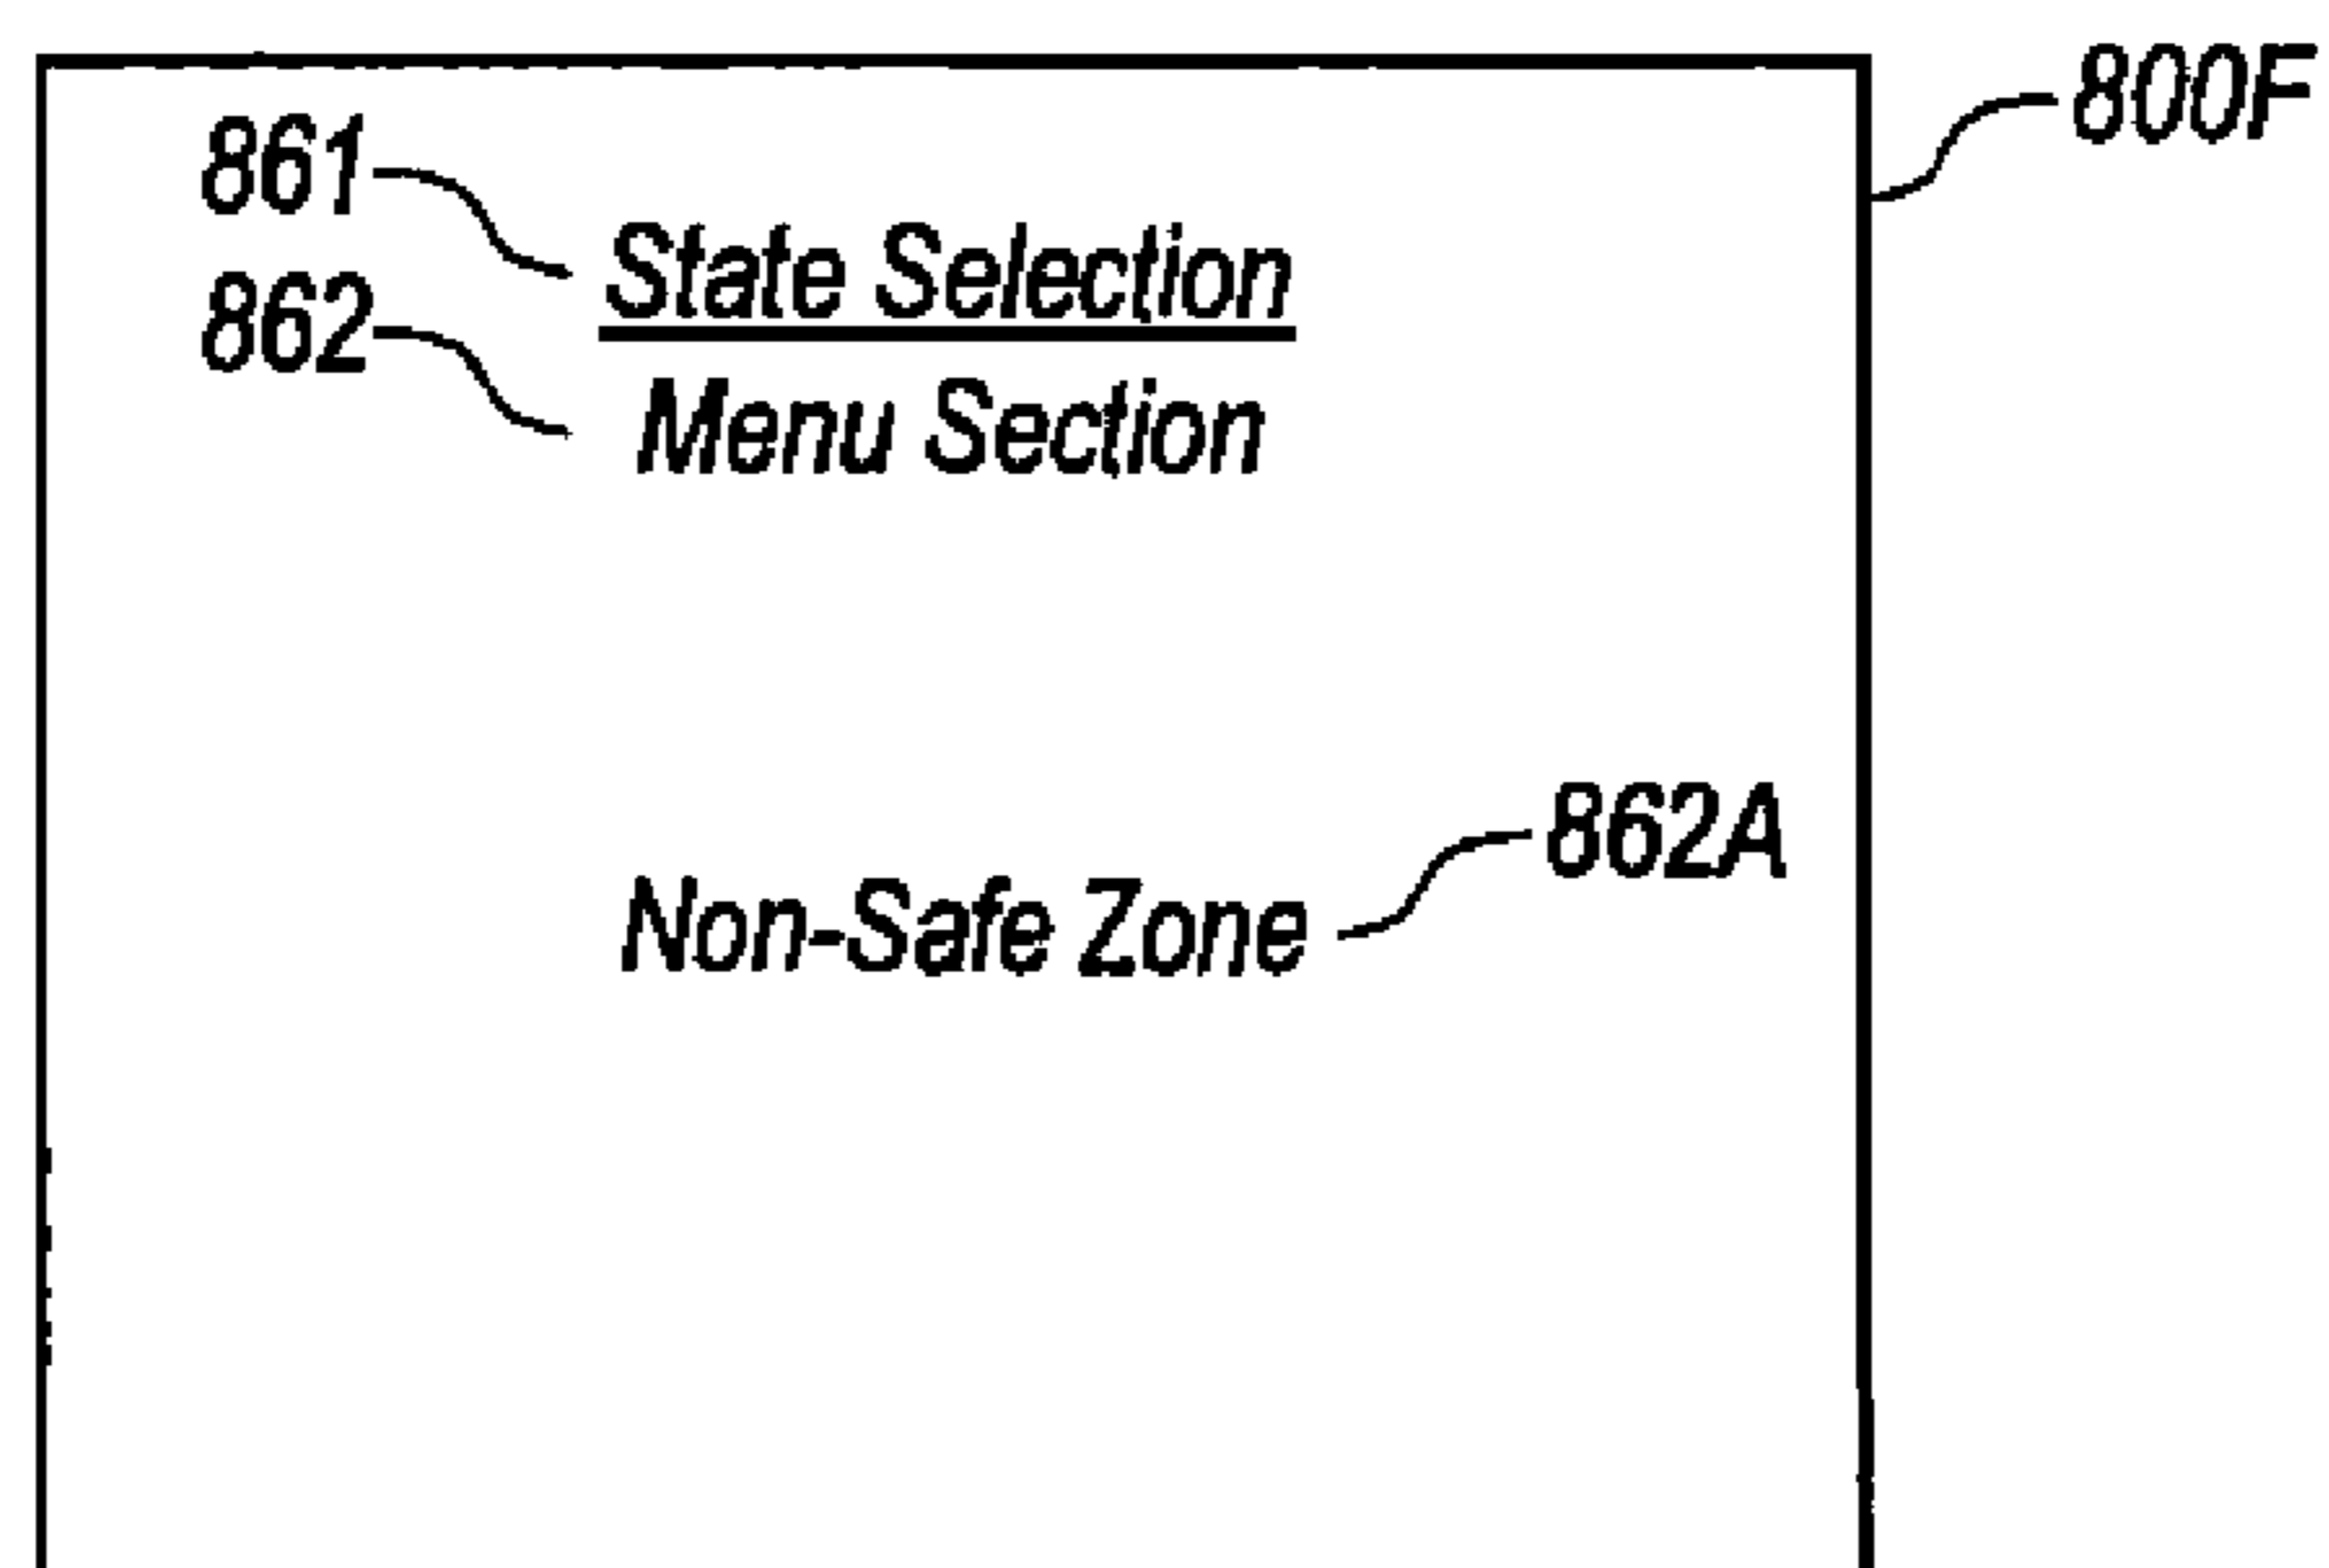 800F
861
State Selection
862
Menu Section
862A
Non-Safe Zone